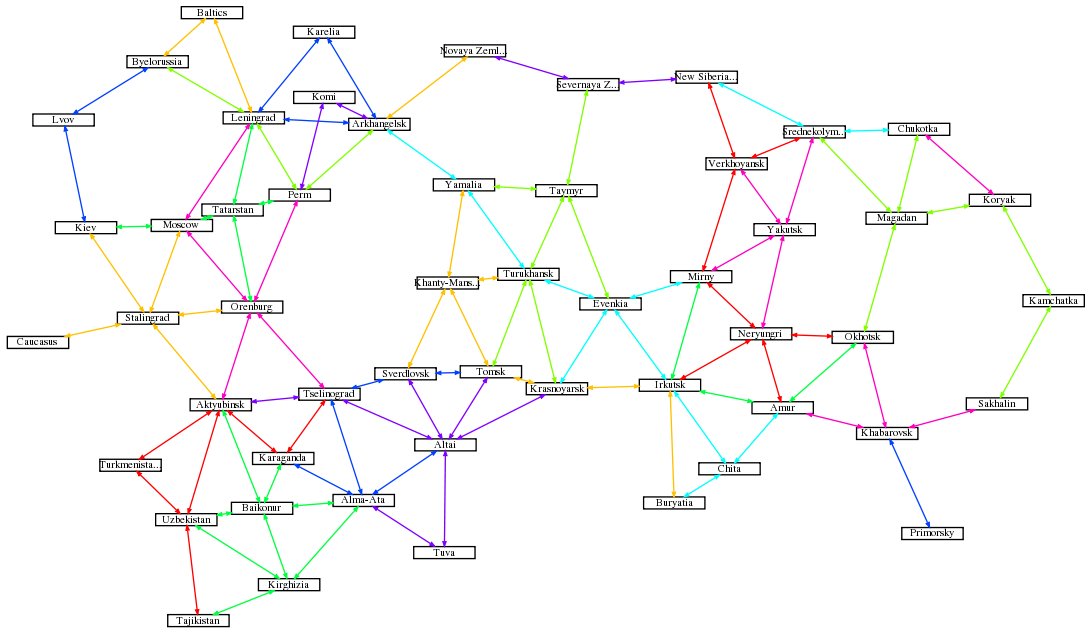 Baltics
Karelia
Novaya Zeml...
Byelorussia
Severnaya Z...
New Siberia...
Komi
Lvov
Leningrad
Arkhangelsk
Srednekolym...
Chukotka
Verkhoyansk
Yamalia
Taymyr
Perm
Koryak
Tatarstan
Magadan
Kiev
Moscow
Yakutsk
Turukhansk
Mirny
Khanty-Mans...
Evenkia
Kamchatka
Orenburg
Stalingrad
Neryungri
Okhotsk
Caucasus
Sverdlovsk
Tomsk
Krasnoyarsk
Irkutsk
Tselinograd
Aktyubinsk
Amur
Sakhalin
Khabarovsk
Altai
Karaganda
Turkmenista...
Chita
Alma-Ata
Baikonur
Buryatia
Uzbekistan
Primorsky
Tuva
Kirghizia
Tajikistan